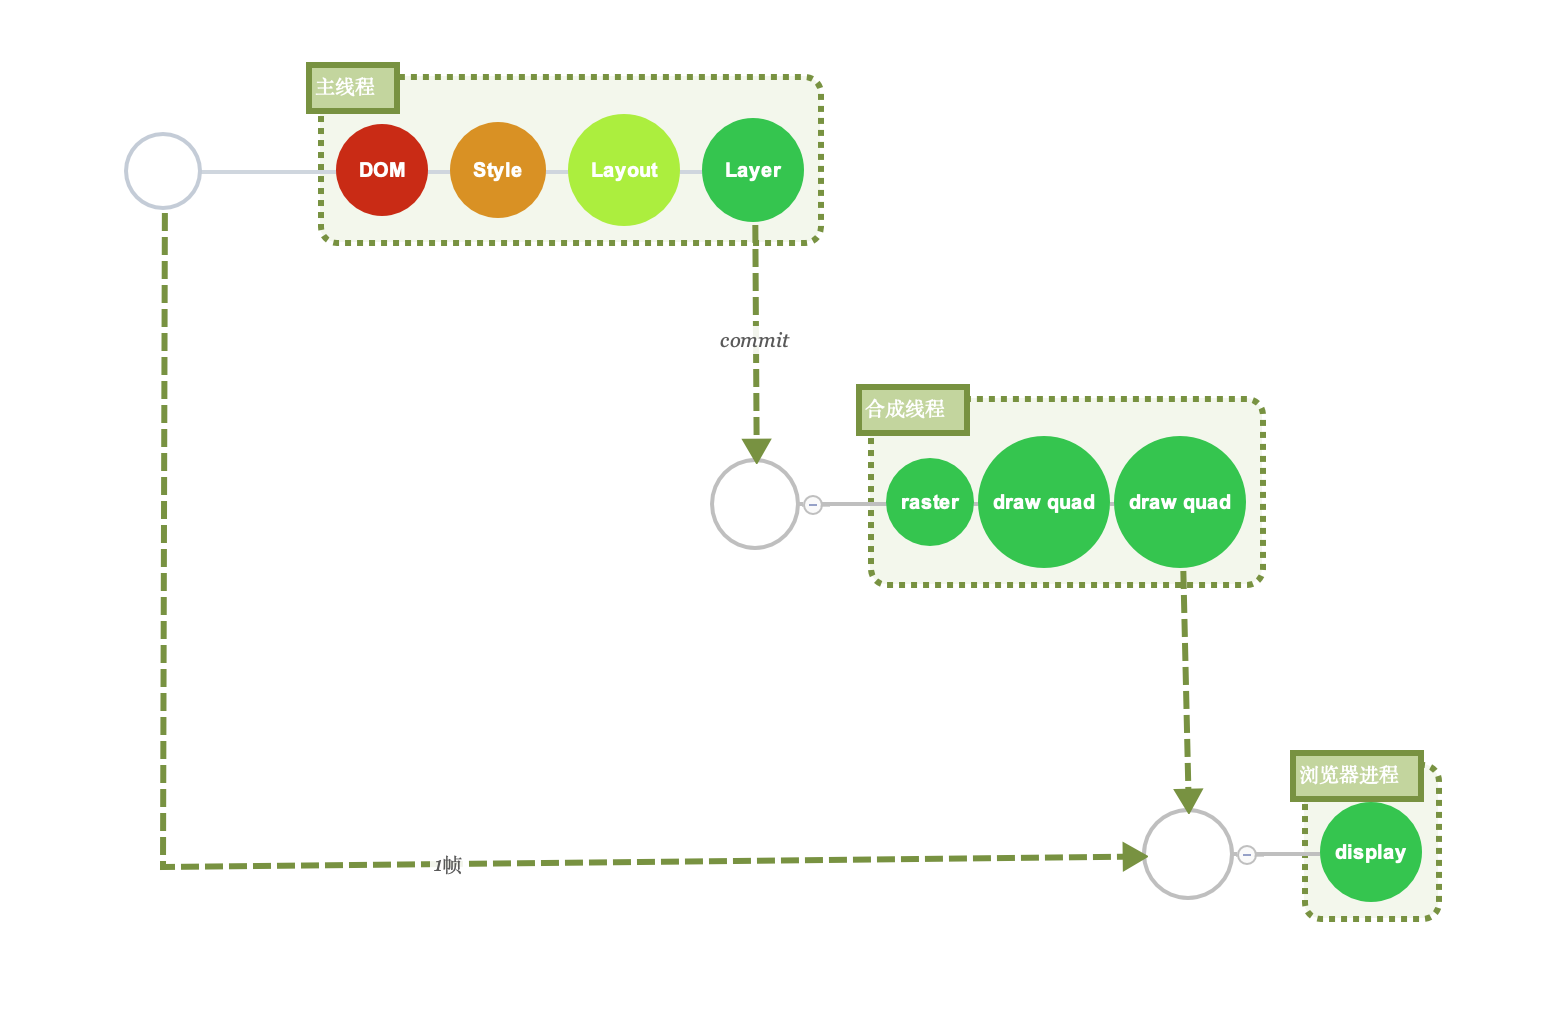 主线程
DOM
Style
Layout
Layer
commit
合成线程
raster
draw quad
draw quad
浏览器进程
display
1帧